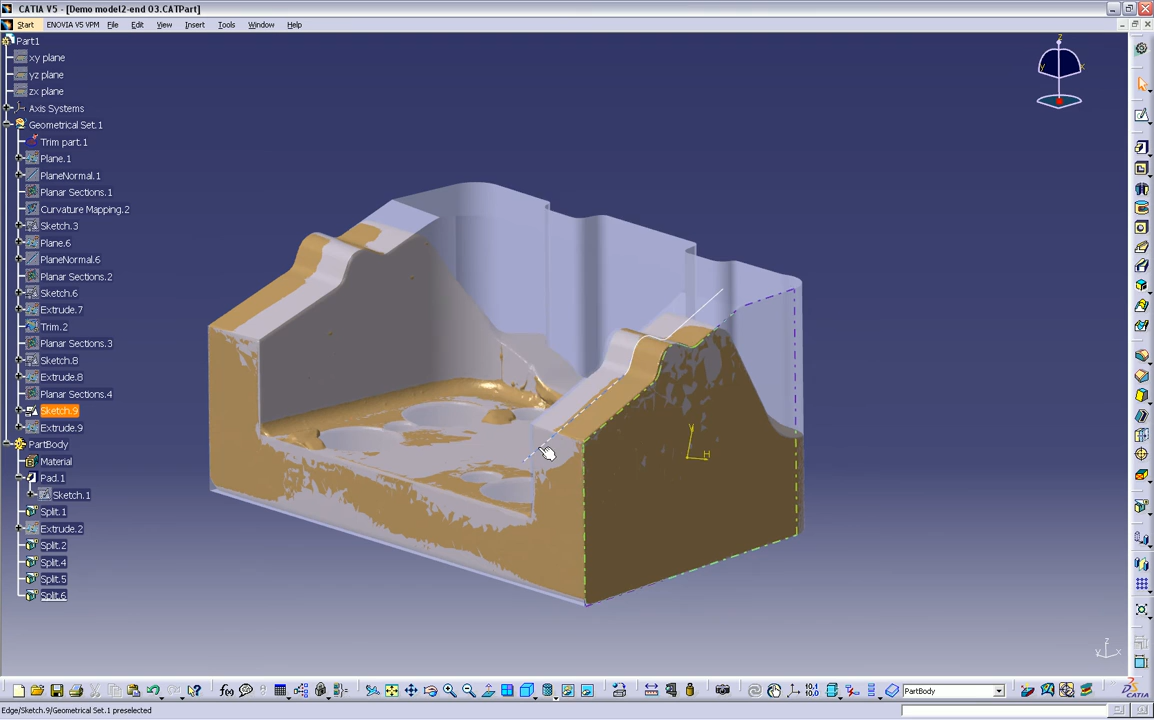 CATIA V5 - [Demo model2-end 03.CATPart]
Start ENOVIA V5 VPM File Edit View Insert Tools Window Help
Part1
xy plane
yz plane
zx plane
Axis Systems
Geometrical Set.1
Trim part.1
Plane.1
PlaneNormal.1
Planar Sections.1
Curvature Mapping.2
Sketch.3
Plane.6
PlaneNormal.6
Planar Sections.2
Sketch.6
Extrude.7
Trim.2
Planar Sections.3
Sketch.8
Extrude.8
Planar Sections.4
Sketch.9
Extrude.9
PartBody
Material
Pad.1
Sketch.1
Split.1
Extrude.2
Split.2
Split.4
Split.5
Split.6
z
y x
V
H
z
y x
f(x) 10.1 10.0 PartBody
CATIA
Edge/Sketch.9/Geometrical Set.1 preselected